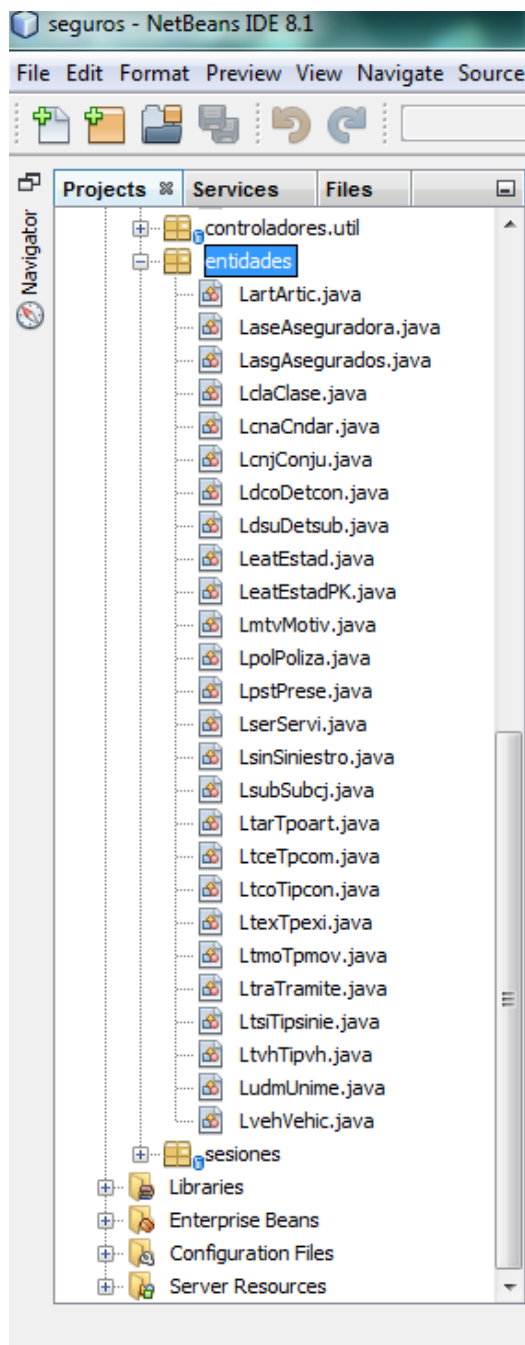 seguros - NetBeans IDE 8.1
File Edit Format Preview View Navigate Source
Projects Services Files
Navigator
controladores.util
entidades
LartArtic.java
LaseAseguradora.java
LasgAsegurados.java
LclaClase.java
LcnaCndar.java
LcnjConju.java
LdcoDetcon.java
LdsuDetsub.java
LeatEstad.java
LeatEstadPK.java
LmtvMotiv.java
LpolPoliza.java
LpstPrese.java
LserServi.java
LsinSiniestro.java
LsubSubcj.java
LtarTpoart.java
LtceTpcom.java
LtcoTipcon.java
LtexTpexi.java
LtmoTpmov.java
LtraTramite.java
LtsiTipsinie.java
LtvhTipvh.java
LudmUnime.java
LvehVehic.java
sesiones
Libraries
Enterprise Beans
Configuration Files
Server Resources